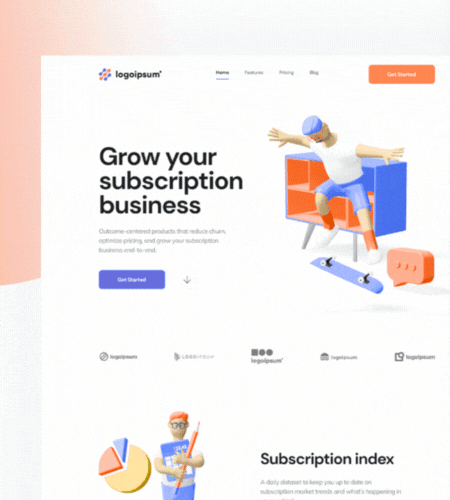 logoipsum
Home Features Pricing Blog
Get Started
Grow your
subscription
business
Outcome-centered products that reduce churn,
optimize pricing, and grow your subscription
business end-to-end.
Get Started
logoipsum LOGOIPSUM logoipsum logoipsum logoipsum
Subscription index
A daily dataset to keep you up to date on
subscription market trends and what's happening in